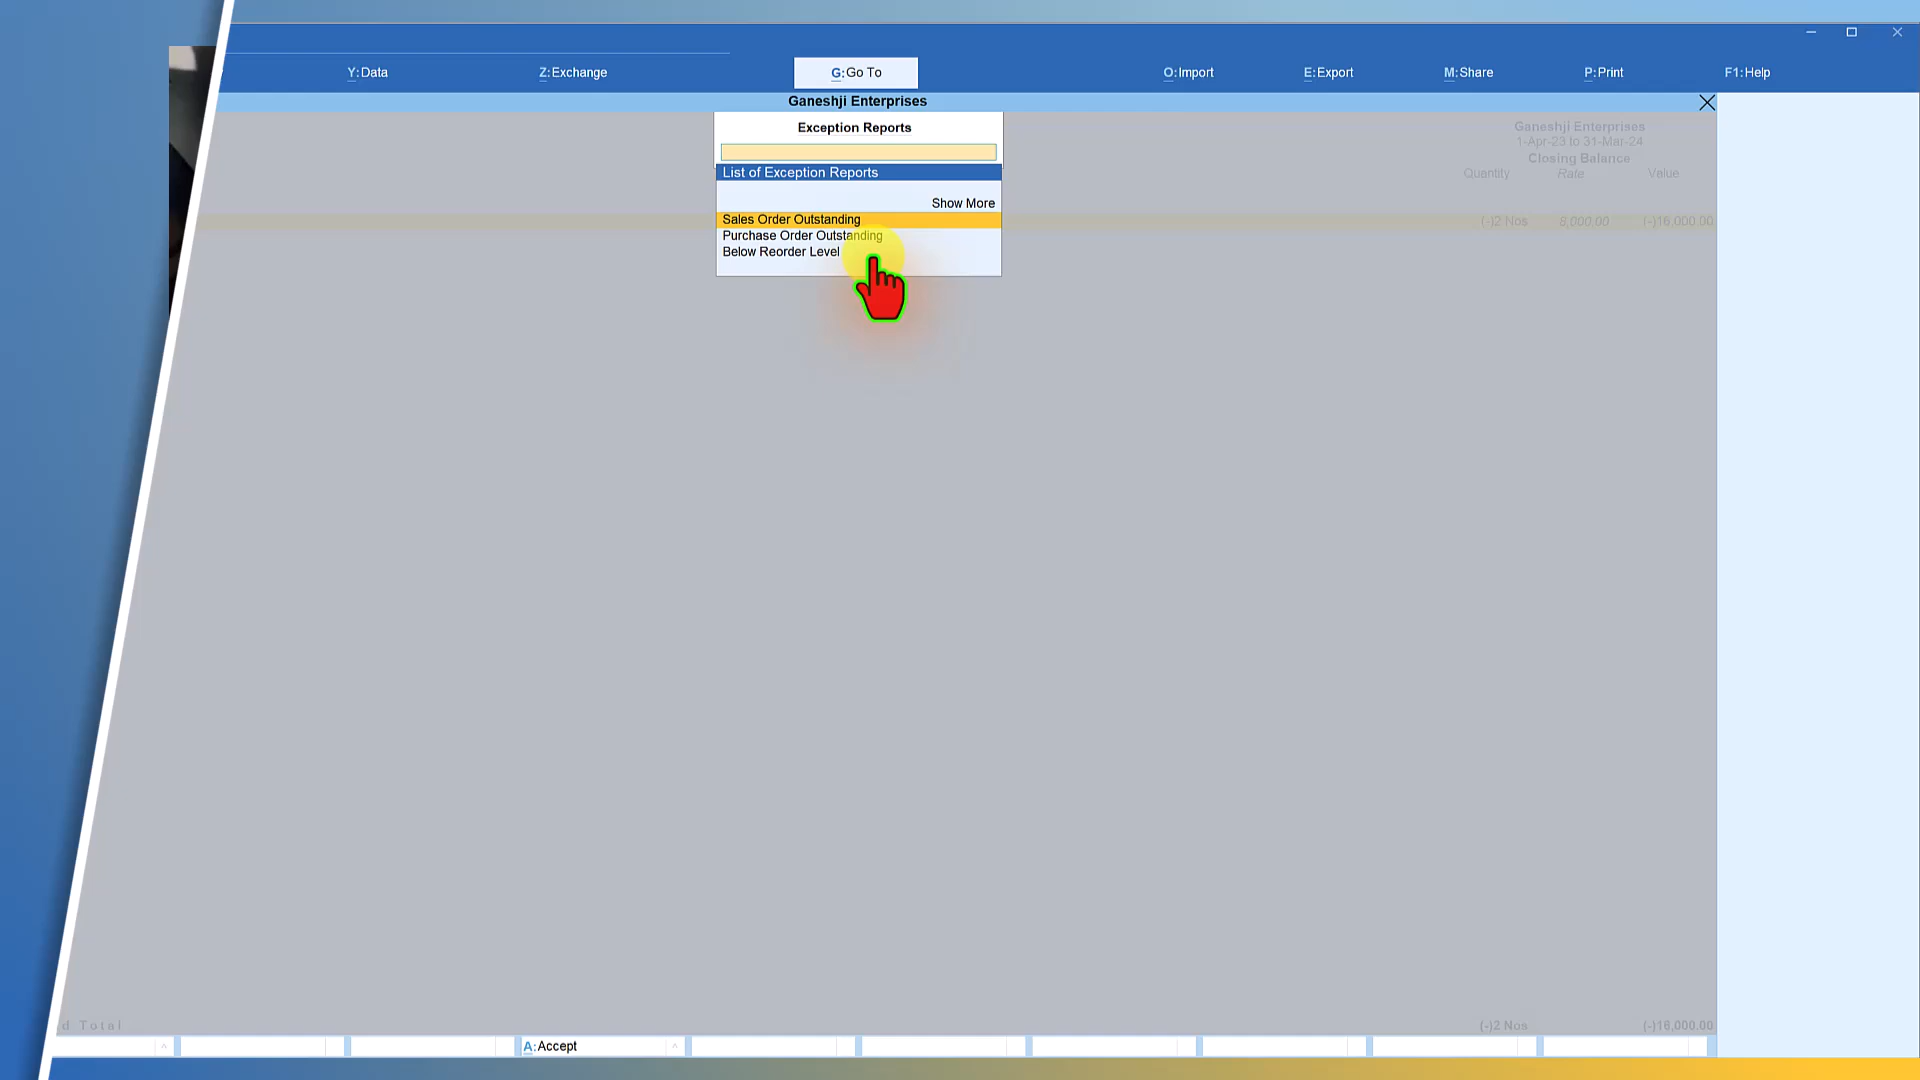 Y:Data
Z:Exchange
G:Go To
O:Import
E:Export
M:Share
P:Print
F1:Help
Ganeshji Enterprises
Exception Reports
List of Exception Reports
Show More
Sales Order Outstanding
Purchase Order Outstanding
Below Reorder Level
Ganeshji Enterprises
1-Apr-23 to 31-Mar-24
Closing Balance
Quantity Rate Value
(-)2 Nos 8,000.00 (-)16,000.00
d Total (-)2 Nos (-)16,000.00
A:Accept